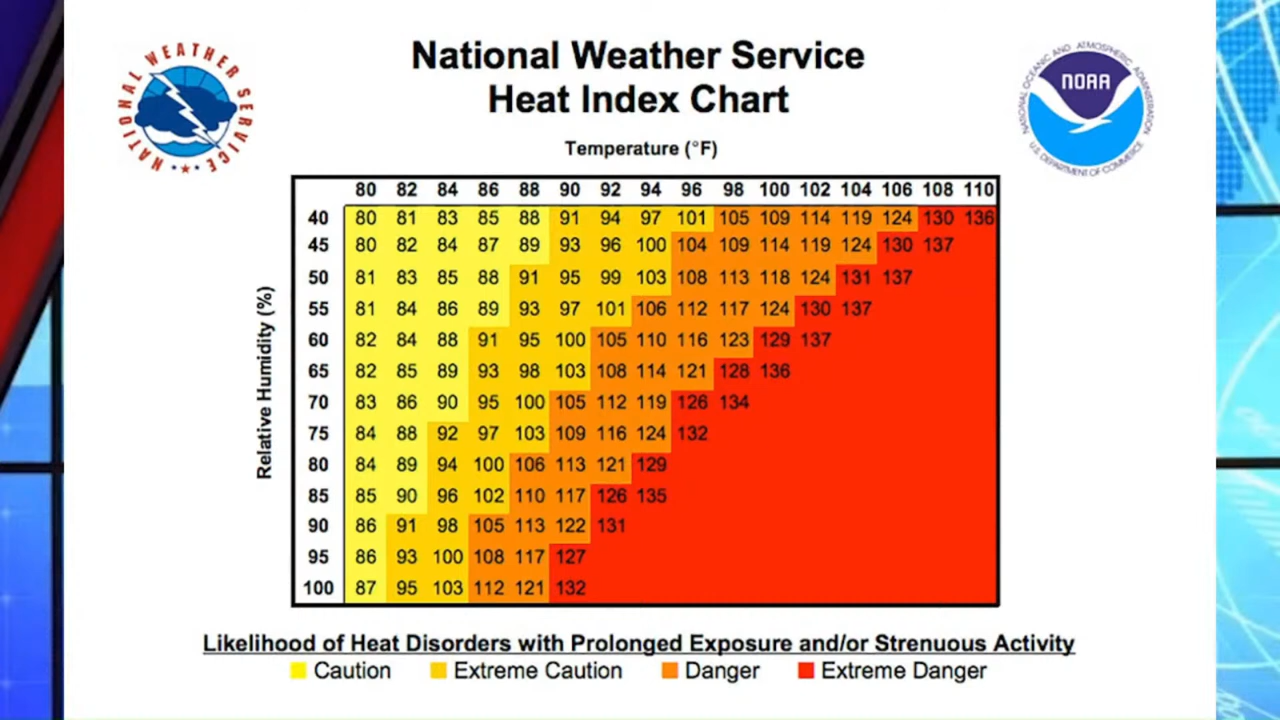 National Weather Service
Heat Index Chart
NATIONAL WEATHER SERVICE
NATIONAL OCEANIC AND ATMOSPHERIC ADMINISTRATION
NOAA
U.S. DEPARTMENT OF COMMERCE
Temperature (°F)
80 82 84 86 88 90 92 94 96 98 100 102 104 106 108 110
Relative Humidity (%)
40 80 81 83 85 88 91 94 97 101 105 109 114 119 124 130 136
45 80 82 84 87 89 93 96 100 104 109 114 119 124 130 137
50 81 83 85 88 91 95 99 103 108 113 118 124 131 137
55 81 84 86 89 93 97 101 106 112 117 124 130 137
60 82 84 88 91 95 100 105 110 116 123 129 137
65 82 85 89 93 98 103 108 114 121 128 136
70 83 86 90 95 100 105 112 119 126 134
75 84 88 92 97 103 109 116 124 132
80 84 89 94 100 106 113 121 129
85 85 90 96 102 110 117 126 135
90 86 91 98 105 113 122 131
95 86 93 100 108 117 127
100 87 95 103 112 121 132
Likelihood of Heat Disorders with Prolonged Exposure and/or Strenuous Activity
Caution Extreme Caution Danger Extreme Danger